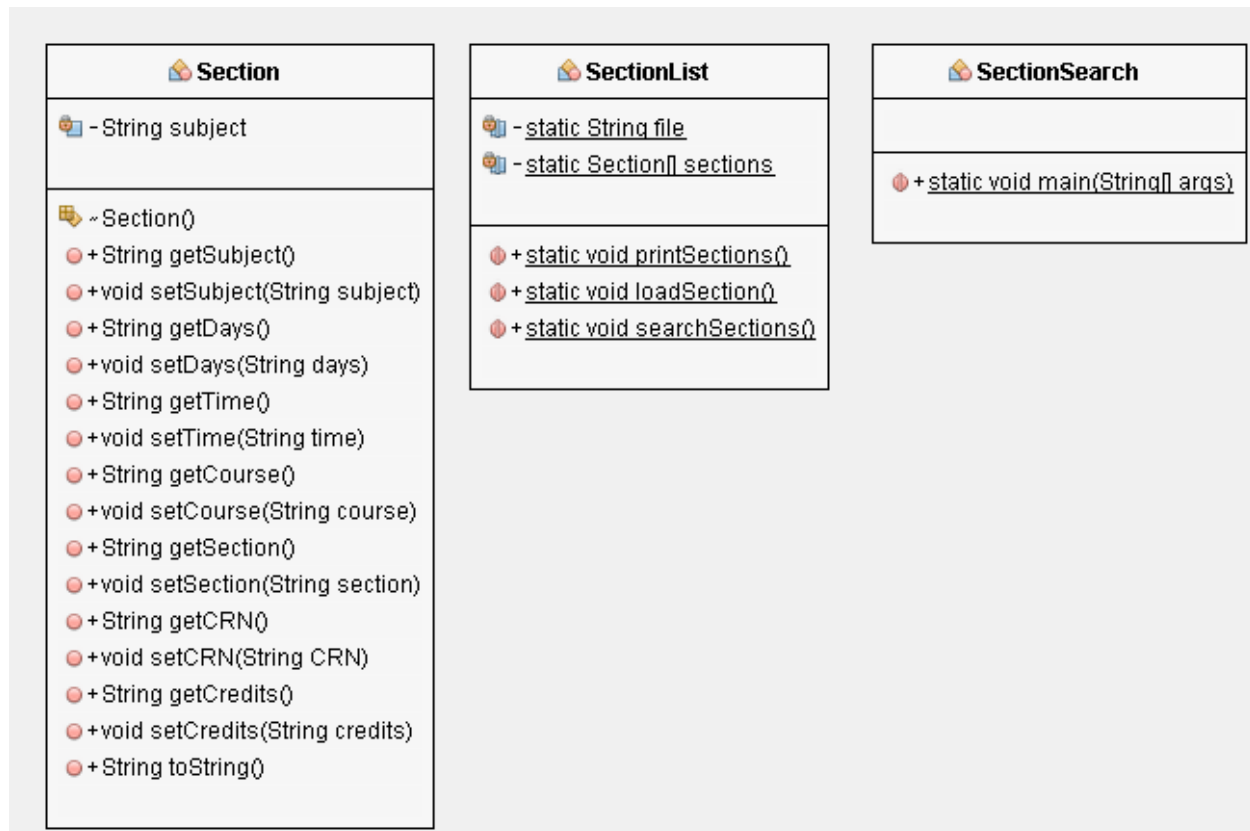 Section
- String subject
~ Section()
+ String getSubject()
+ void setSubject(String subject)
+ String getDays()
+ void setDays(String days)
+ String getTime()
+ void setTime(String time)
+ String getCourse()
+ void setCourse(String course)
+ String getSection()
+ void setSection(String section)
+ String getCRN()
+ void setCRN(String CRN)
+ String getCredits()
+ void setCredits(String credits)
+ String toString()
SectionList
- static String file
- static Section[] sections
+ static void printSections()
+ static void loadSection()
+ static void searchSections()
SectionSearch
+ static void main(String[] args)